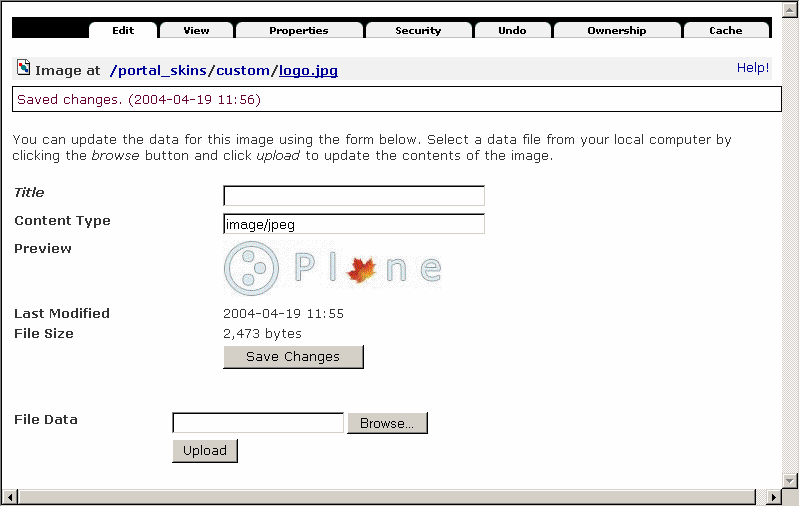 Edit View Properties Security Undo Ownership Cache
Image at /portal_skins/custom/logo.jpg Help!
Saved changes. (2004-04-19 11:56)
You can update the data for this image using the form below. Select a data file from your local computer by
clicking the browse button and click upload to update the contents of the image.
Title
Content Type image/jpeg
Preview Pl ne
Last Modified 2004-04-19 11:55
File Size 2,473 bytes
Save Changes
File Data Browse...
Upload